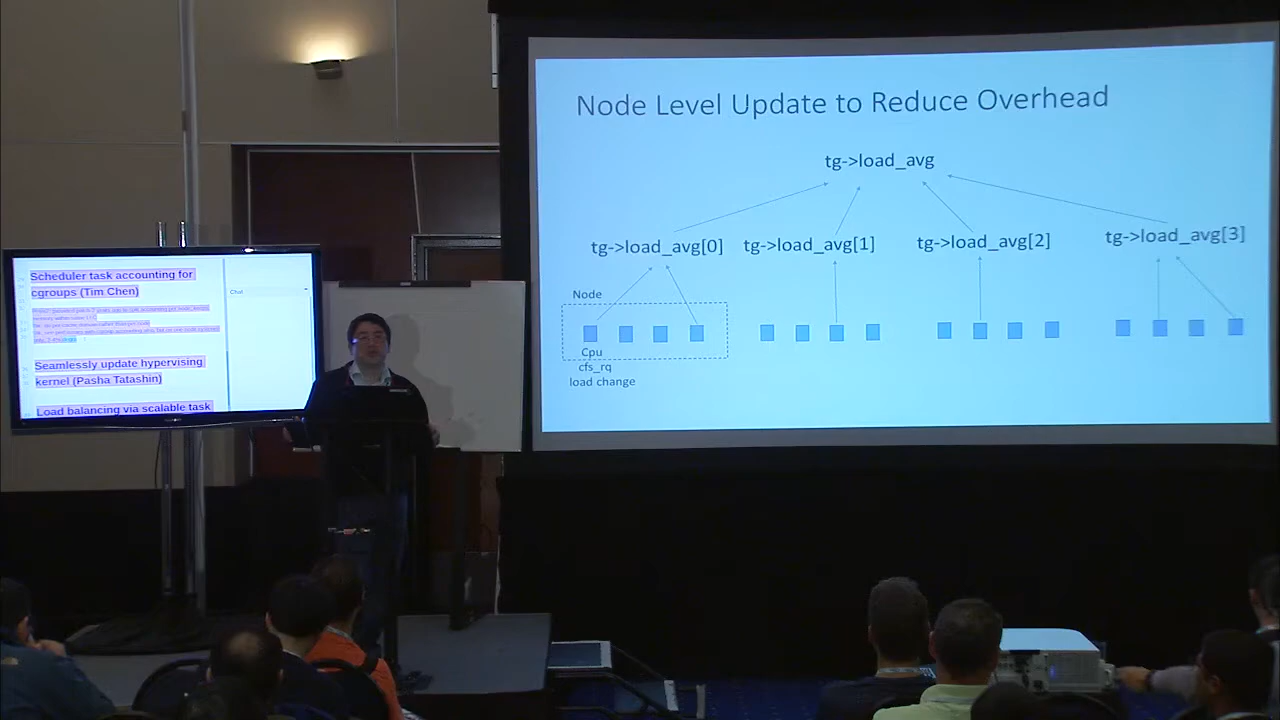 Node Level Update to Reduce Overhead
tg->load_avg
tg->load_avg[0] tg->load_avg[1] tg->load_avg[2] tg->load_avg[3]
Node
Cpu
cfs_rq
load change
Scheduler task accounting for
cgroups (Tim Chen)
Chat
Seamlessly update hypervising
kernel (Pasha Tatashin)
Load balancing via scalable task